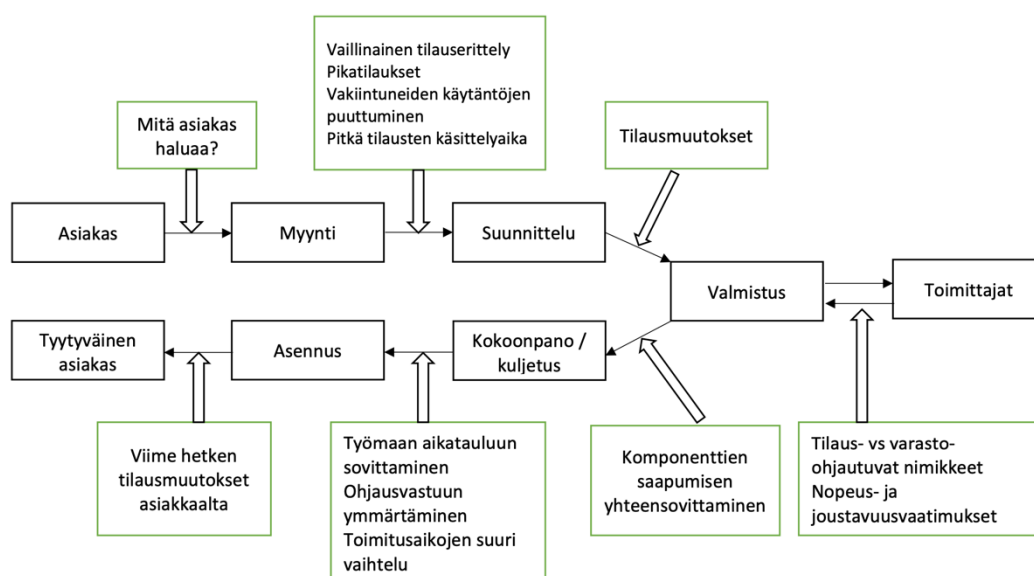 Vaillinainen tilauserittely
Pikatilaukset
Vakiintuneiden käytäntöjen
puuttuminen
Pitkä tilausten käsittelyaika
Mitä asiakas
haluaa?
Tilausmuutokset
Asiakas
Myynti
Suunnittelu
Valmistus
Toimittajat
Tyytyväinen
asiakas
Asennus
Kokoonpano /
kuljetus
Viime hetken
tilausmuutokset
asiakkaalta
Työmaan aikatauluun
sovittaminen
Ohjausvastuun
ymmärtäminen
Toimitusaikojen suuri
vaihtelu
Komponenttien
saapumisen
yhteensovittaminen
Tilaus- vs varasto-
ohjautuvat nimikkeet
Nopeus- ja
joustavuusvaatimukset